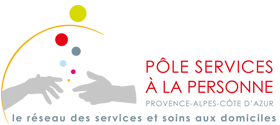 PÔLE SERVICES
À LA PERSONNE
PROVENCE-ALPES-CÔTE D'AZUR
le réseau des services et soins aux domiciles